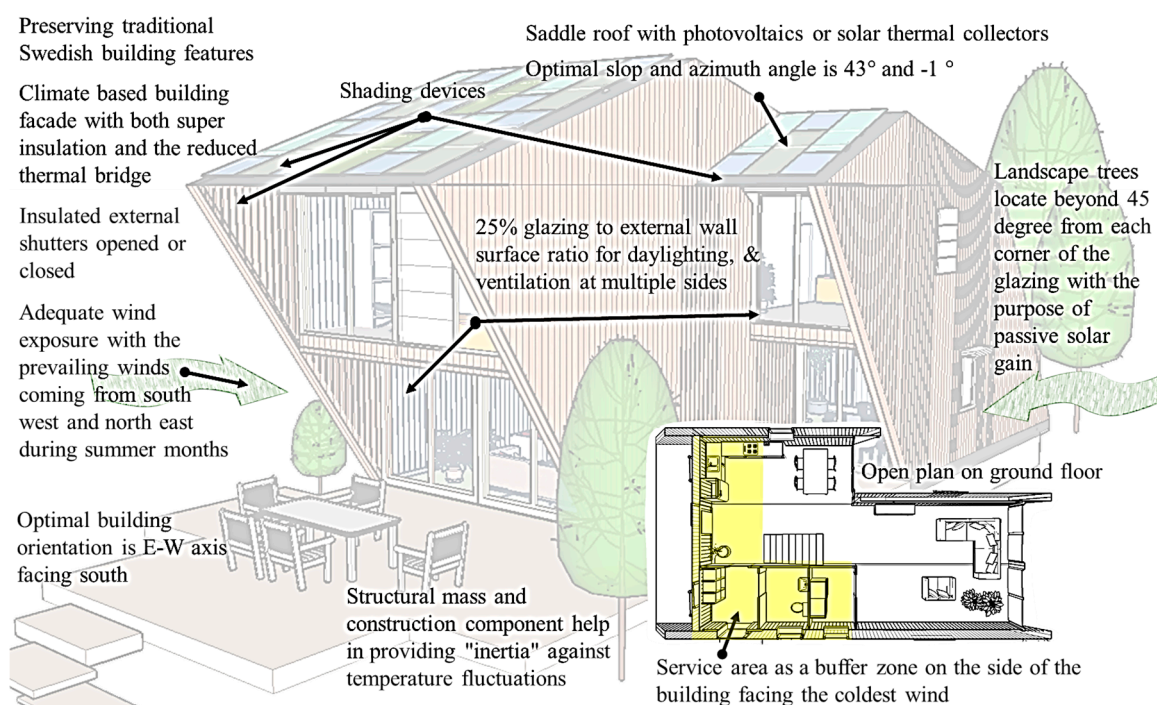 Preserving traditional
Swedish building features
Climate based building
facade with both super
insulation and the reduced
thermal bridge
Insulated external
shutters opened or
closed
Adequate wind
exposure with the
prevailing winds
coming from south
west and north east
during summer months
Optimal building
orientation is E-W axis
facing south
Shading devices
Saddle roof with photovoltaics or solar thermal collectors
Optimal slop and azimuth angle is 43° and -1 °
25% glazing to external wall
surface ratio for daylighting, &
ventilation at multiple sides
Landscape trees
locate beyond 45
degree from each
corner of the
glazing with the
purpose of
passive solar
gain
Open plan on ground floor
Structural mass and
construction component help
in providing "inertia" against
temperature fluctuations
Service area as a buffer zone on the side of the
building facing the coldest wind